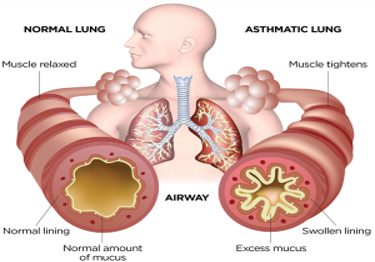 NORMAL LUNG
ASTHMATIC LUNG
Muscle relaxed
Muscle tightens
AIRWAY
Normal lining
Normal amount
of mucus
Excess mucus
Swollen lining